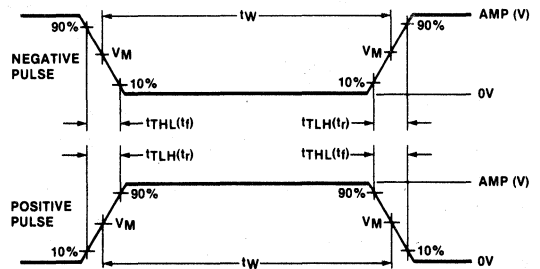 tW
AMP (V)
90%
90%
NEGATIVE
PULSE
VM
VM
10%
10%
0V
tTHL(tf)
tTLH(tr)
tTLH(tr)
tTHL(tf)
AMP (V)
90%
90%
POSITIVE
PULSE
VM
VM
10%
10%
tW
0V